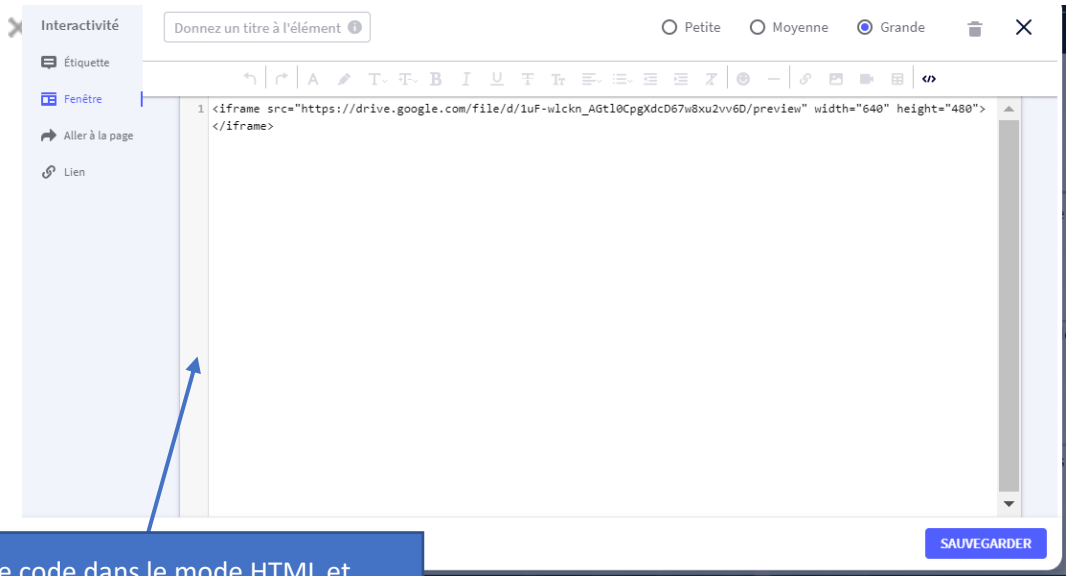 Interactivité
Donnez un titre à l'élément
Petite
Moyenne
Grande
Étiquette
Fenêtre
Aller à la page
Lien
1 <iframe src="https://drive.google.com/file/d/1uF-wlckn_AGtl0CpgXdcD67w8xu2vv6D/preview" width="640" height="480">
</iframe>
SAUVEGARDER
code dans le mode HTML et